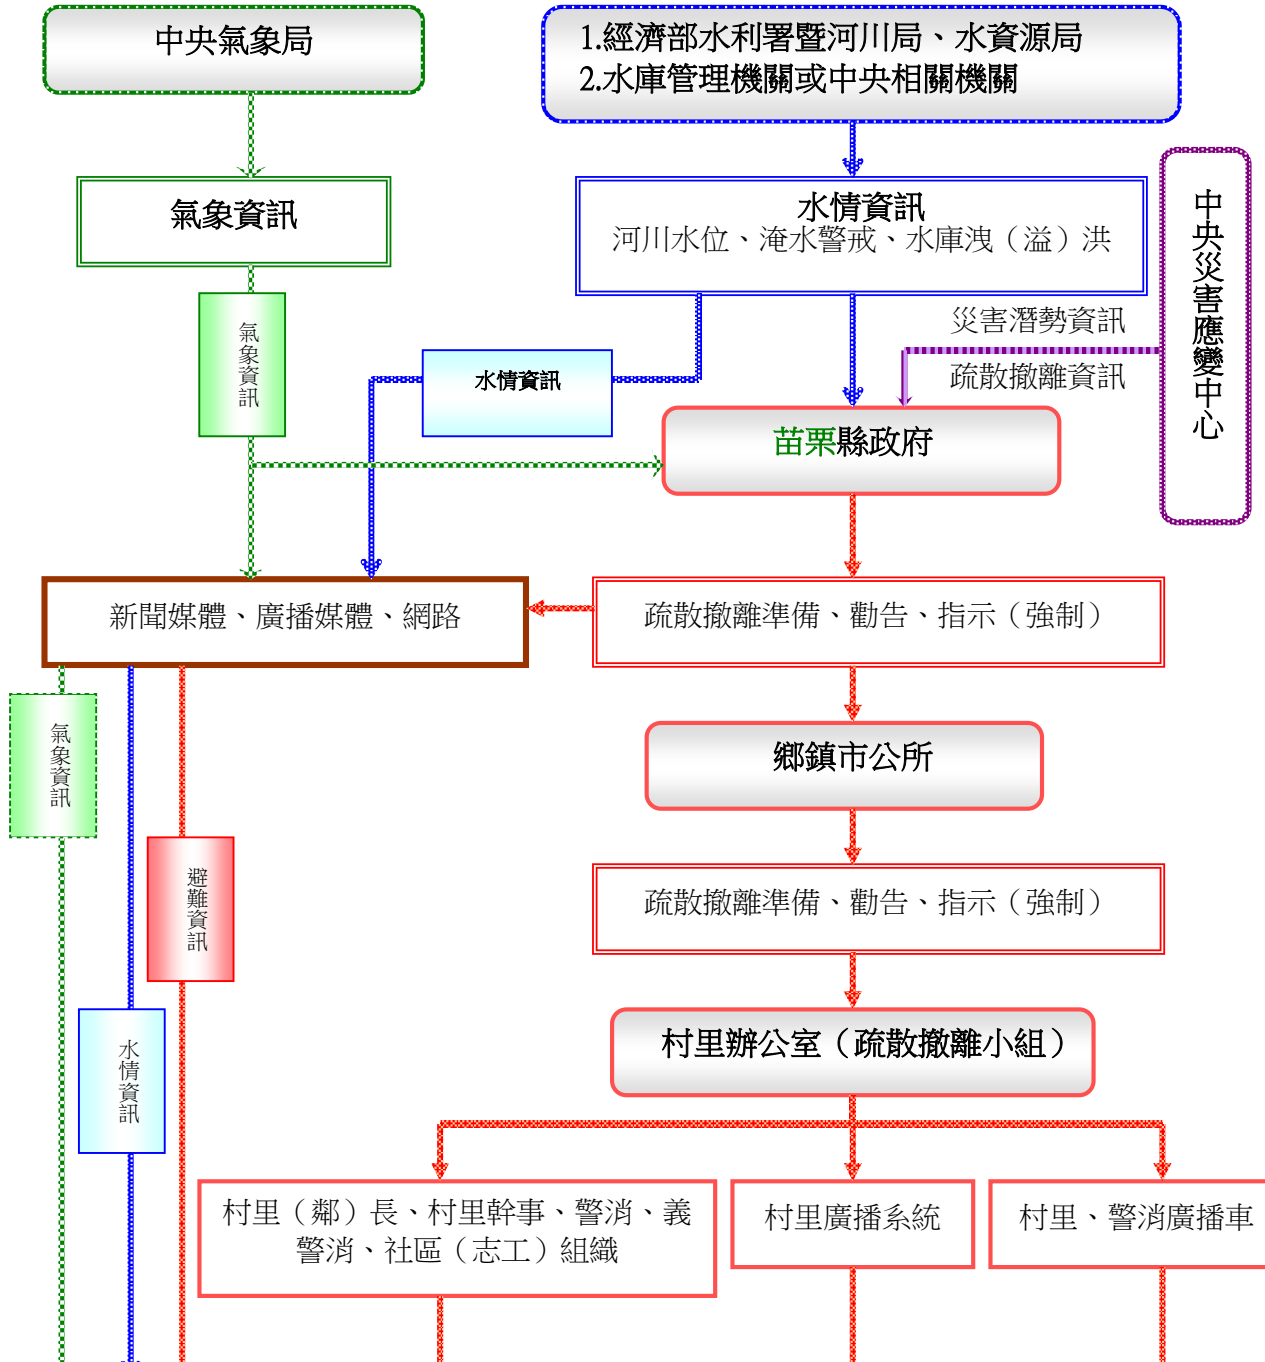 中央氣象局
1.經濟部水利署暨河川局、水資源局
2.水庫管理機關或中央相關機關
氣象資訊
水情資訊
河川水位、淹水警戒、水庫洩（溢）洪
中央災害應變中心
氣象資訊
水情資訊
災害潛勢資訊
疏散撤離資訊
苗栗縣政府
新聞媒體、廣播媒體、網路
疏散撤離準備、勸告、指示（強制）
氣象資訊
鄉鎮市公所
避難資訊
疏散撤離準備、勸告、指示（強制）
水情資訊
村里辦公室（疏散撤離小組）
村里（鄰）長、村里幹事、警消、義
警消、社區（志工）組織
村里廣播系統
村里、警消廣播車